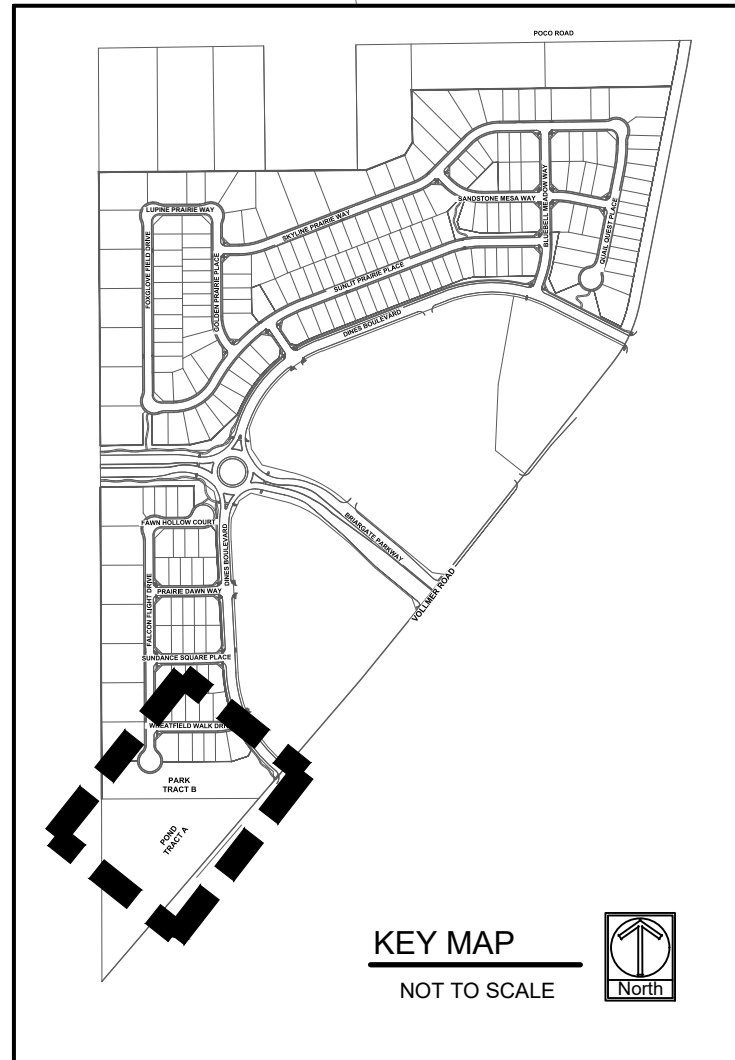 POCO ROAD
LUPINE PRAIRIE WAY
SKYLINE PRAIRIE WAY
SANDSTONE MESA WAY
BLUEBELL MEADOW WAY
QUAIL QUEST PLACE
FOXGLOVE FIELD DRIVE
GOLDEN PRAIRIE PLACE
SUNLIT PRAIRIE PLACE
DINES BOULEVARD
FAWN HOLLOW COURT
DINES BOULEVARD
BRIARGATE PARKWAY
VOLLMER ROAD
FALCON FLIGHT DRIVE
PRAIRIE DAWN WAY
SUNDANCE SQUARE PLACE
WALK
PARK
TRACT B
POND
TRACT A
KEY MAP
NOT TO SCALE
North